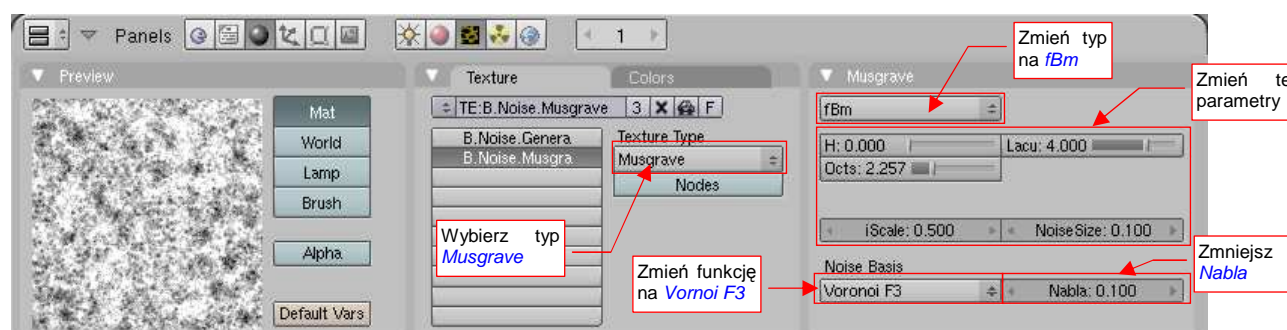 Panels
1
Zmień typ
na fBm
Preview
Texture
Colors
Musgrave
Zmień te
parametry
TE:B.Noise.Musgrave 3 F
fBm
Mat
World
Lamp
Brush
Alpha
Default Vars
B.Noise.Genera
B.Noise.Musgra
Texture Type
Musgrave
Nodes
H: 0.000
Lacu: 4.000
Octs: 2.257
iScale: 0.500
NoiseSize: 0.100
Wybierz typ
Musgrave
Zmień funkcję
na Vornoi F3
Noise Basis
Voronoi F3
Nabla: 0.100
Zmniejsz
Nabla